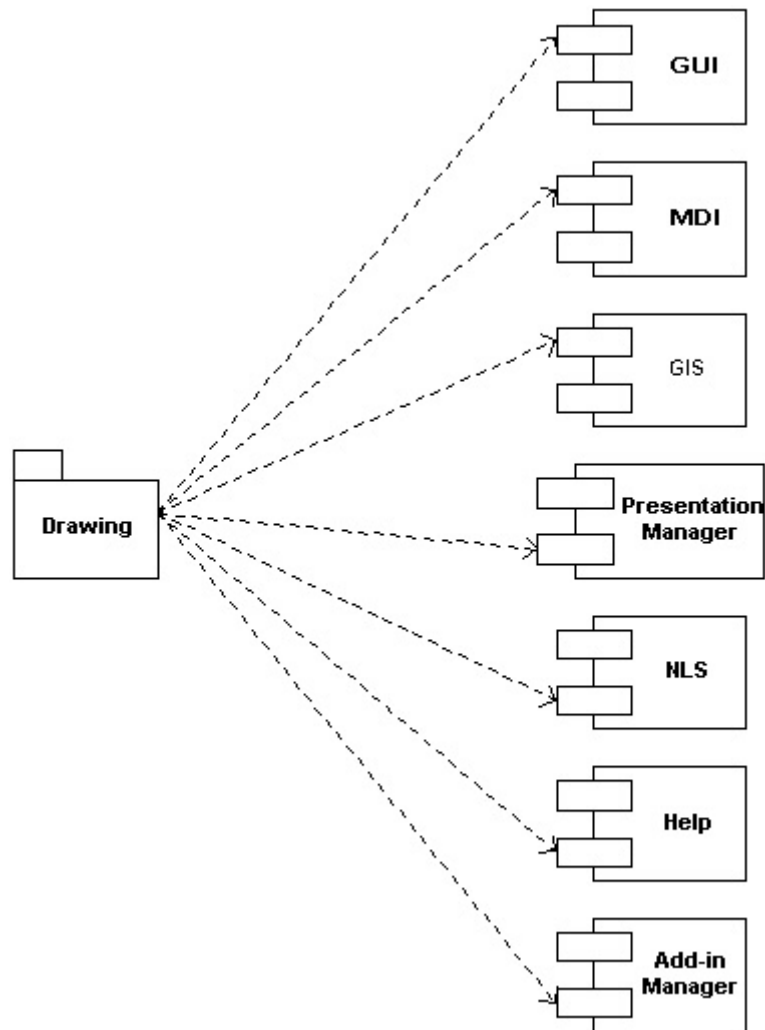 GUI
MDI
GIS
Drawing
Presentation
Manager
NLS
Help
Add-in
Manager